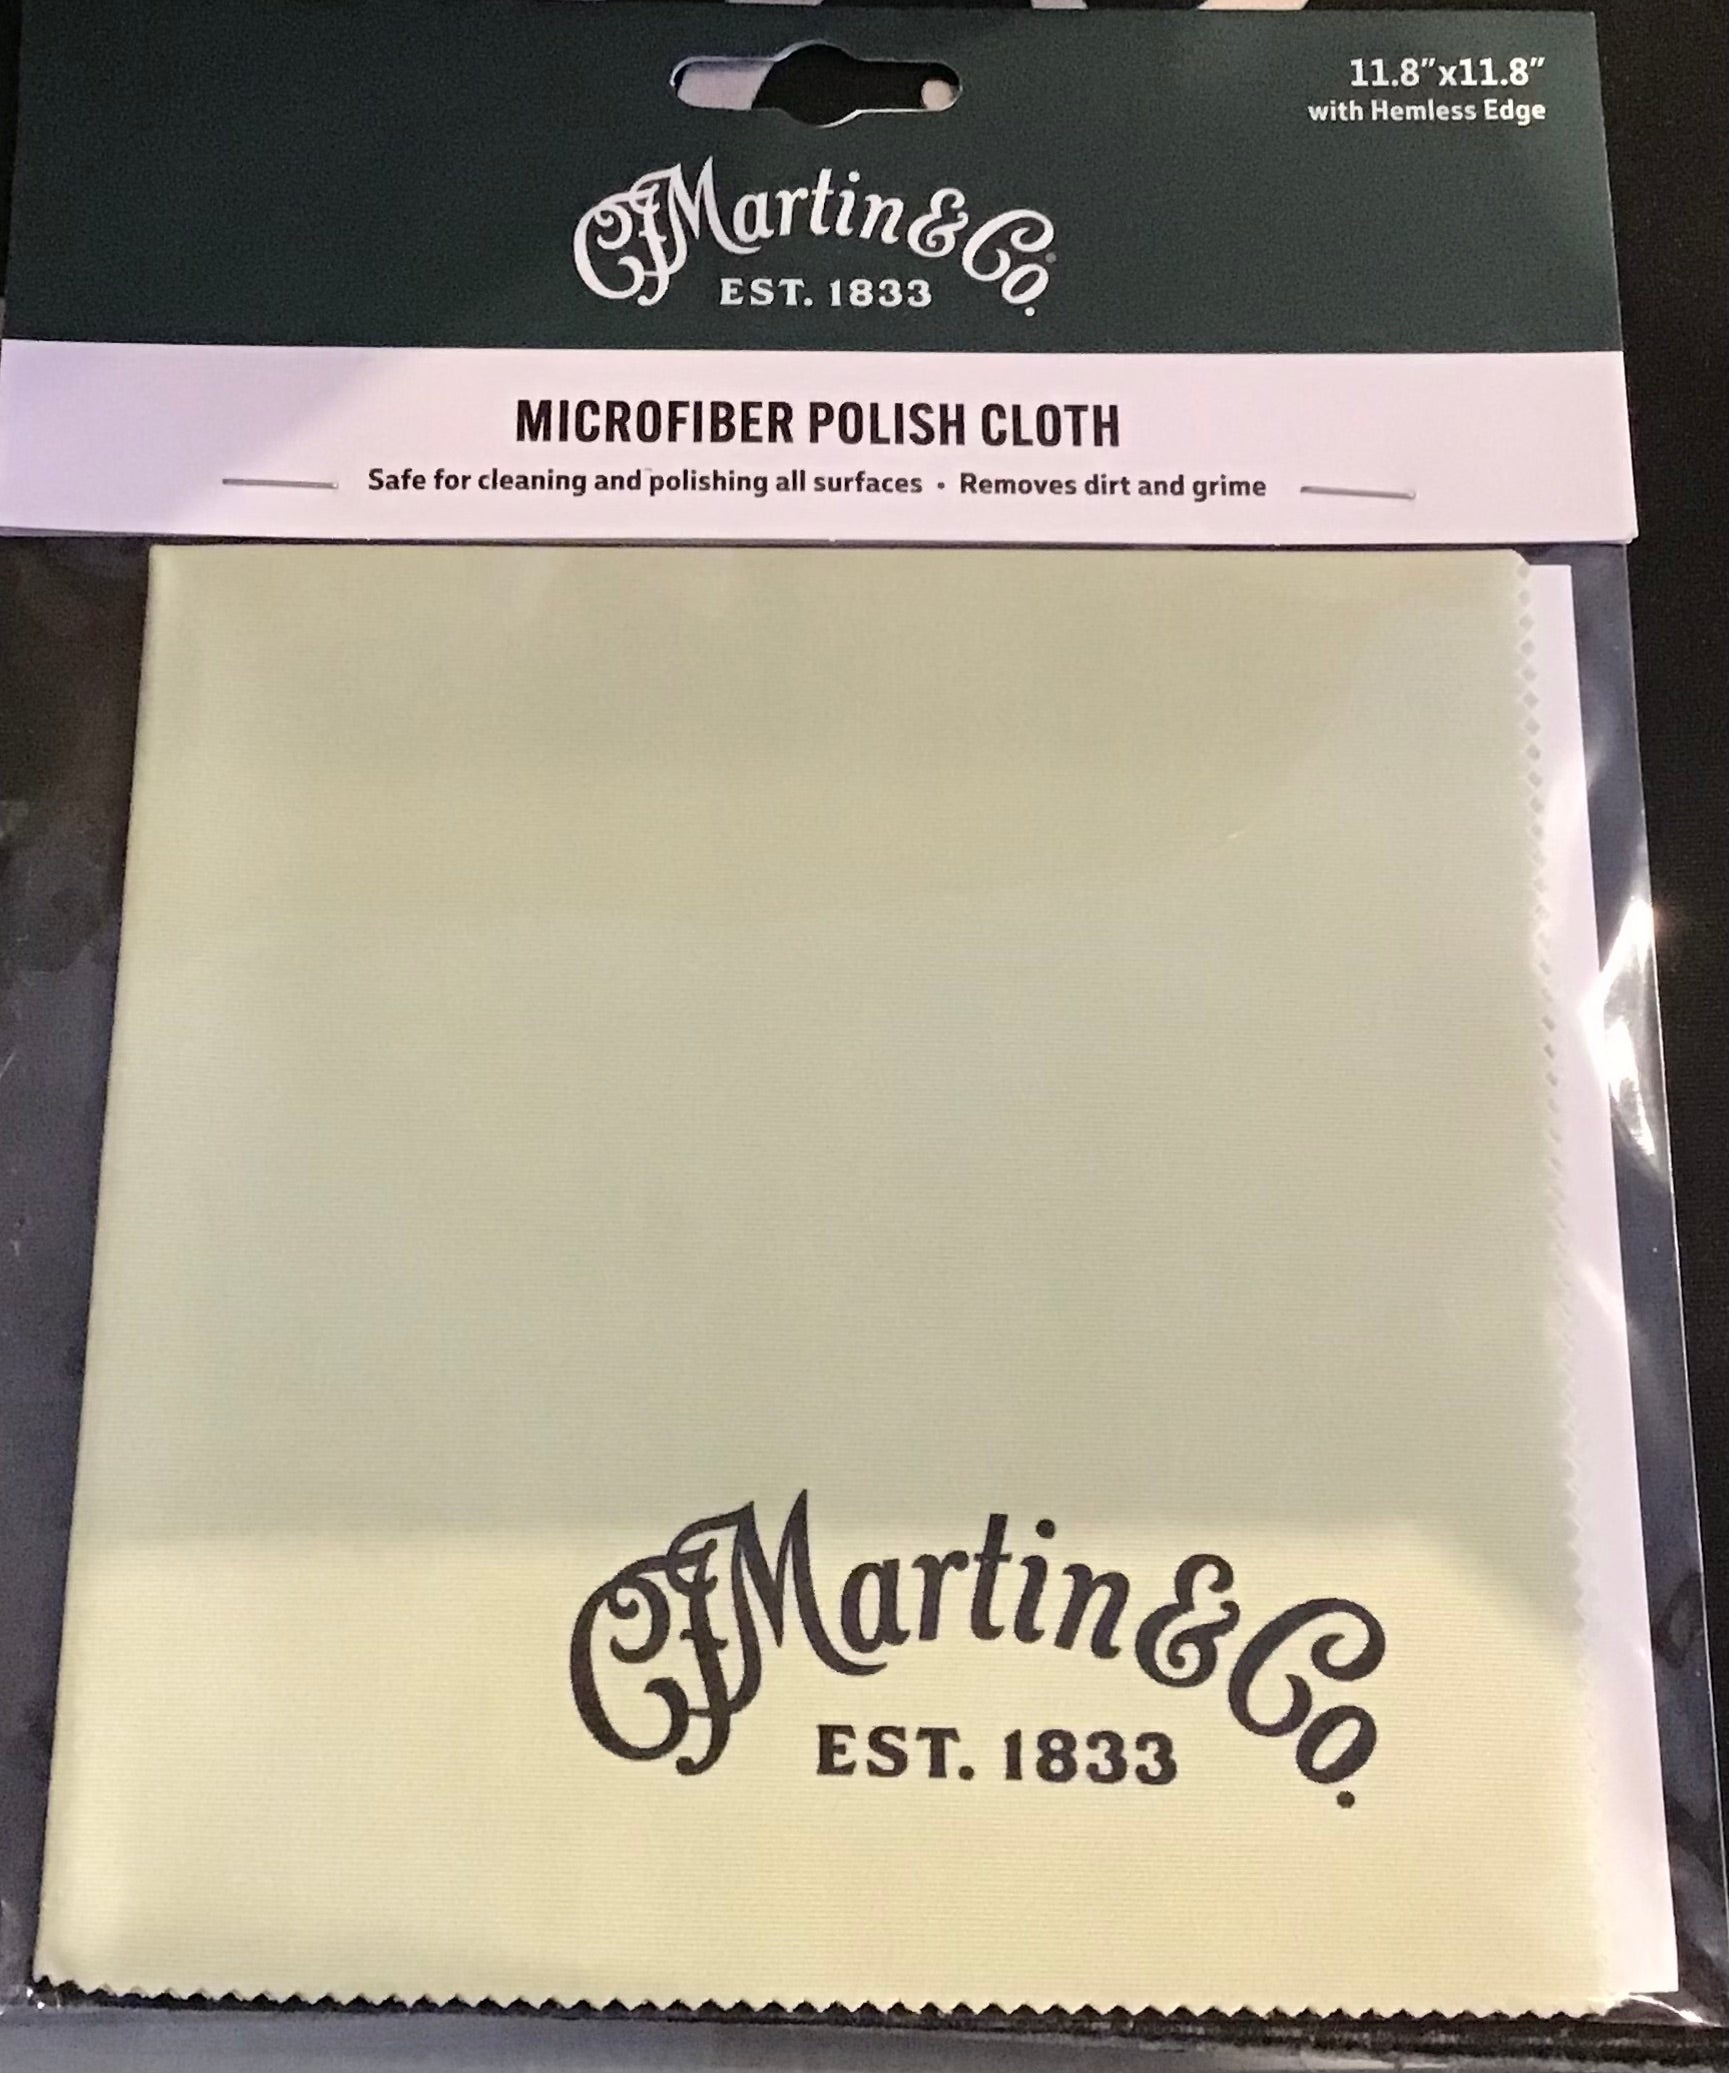 11.8"x11.8"
with Hemless Edge
CFMartin & Co.
EST. 1833
MICROFIBER POLISH CLOTH
Safe for cleaning and polishing all surfaces • Removes dirt and grime
CFMartin & Co.
EST. 1833